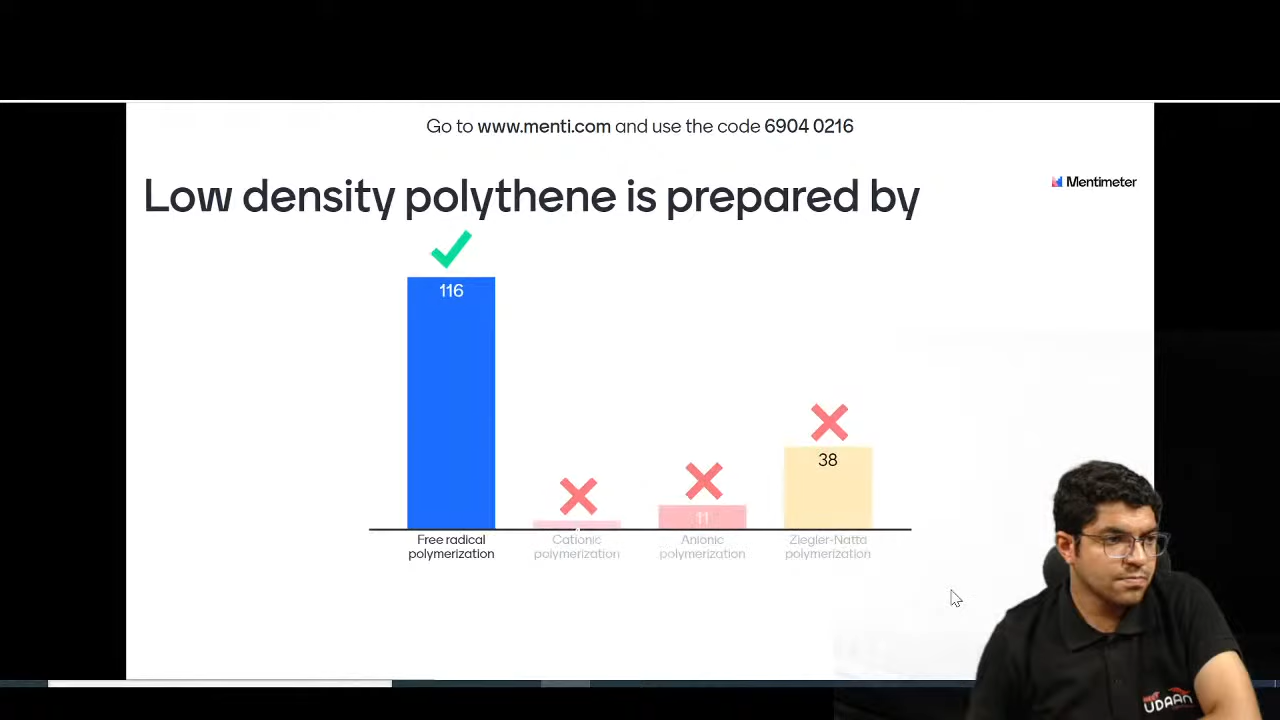 Go to www.menti.com and use the code 6904 0216
Mentimeter
Low density polythene is prepared by
116
11
38
Free radical
polymerization
Cationic
polymerization
Anionic
polymerization
Ziegler-Natta
polymerization
UDAAN